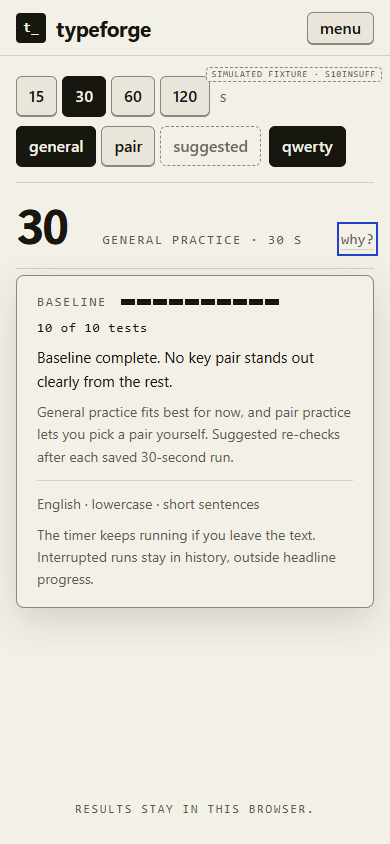 t_ typeforge menu
SIMULATED FIXTURE · S10INSUFF
15 30 60 120 s
general pair suggested qwerty
30 GENERAL PRACTICE · 30 S why?
BASELINE
10 of 10 tests
Baseline complete. No key pair stands out
clearly from the rest.
General practice fits best for now, and pair practice
lets you pick a pair yourself. Suggested re-checks
after each saved 30-second run.
English · lowercase · short sentences
The timer keeps running if you leave the text.
Interrupted runs stay in history, outside headline
progress.
RESULTS STAY IN THIS BROWSER.